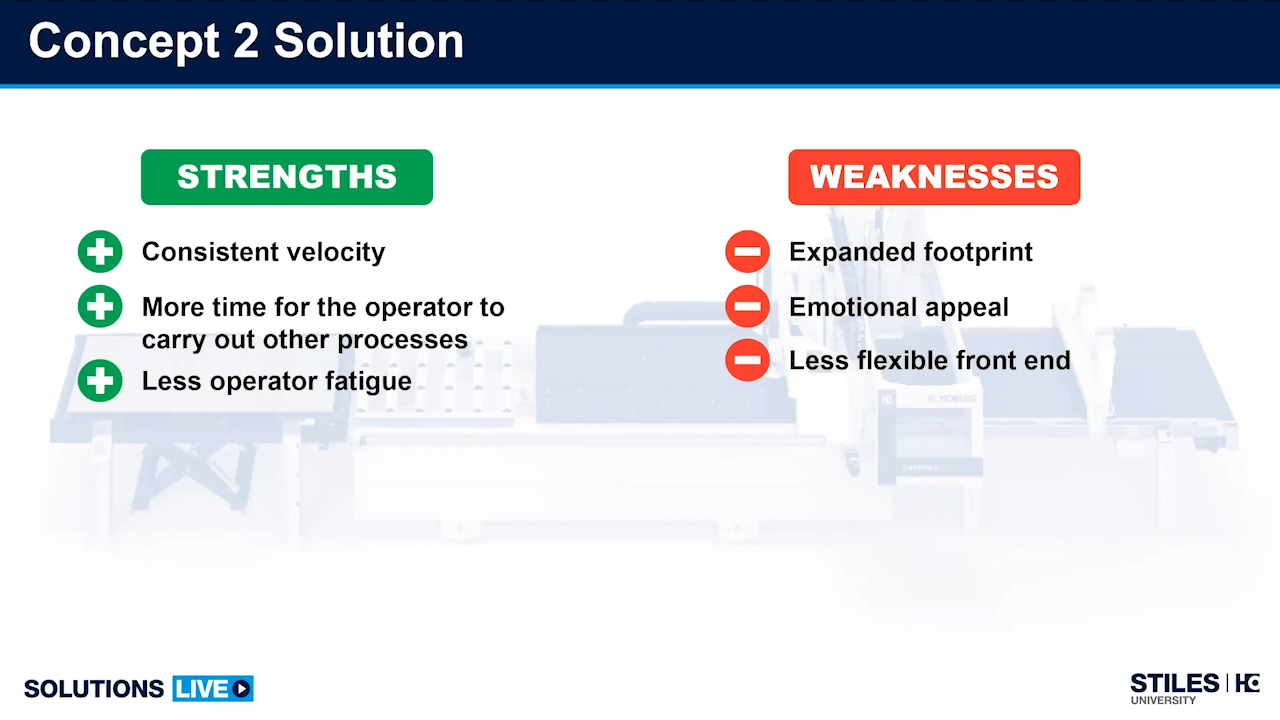 Concept 2 Solution
STRENGTHS
Consistent velocity
More time for the operator to
carry out other processes
Less operator fatigue
WEAKNESSES
Expanded footprint
Emotional appeal
Less flexible front end
HOMAG
SOLUTIONS LIVE
STILES
UNIVERSITY